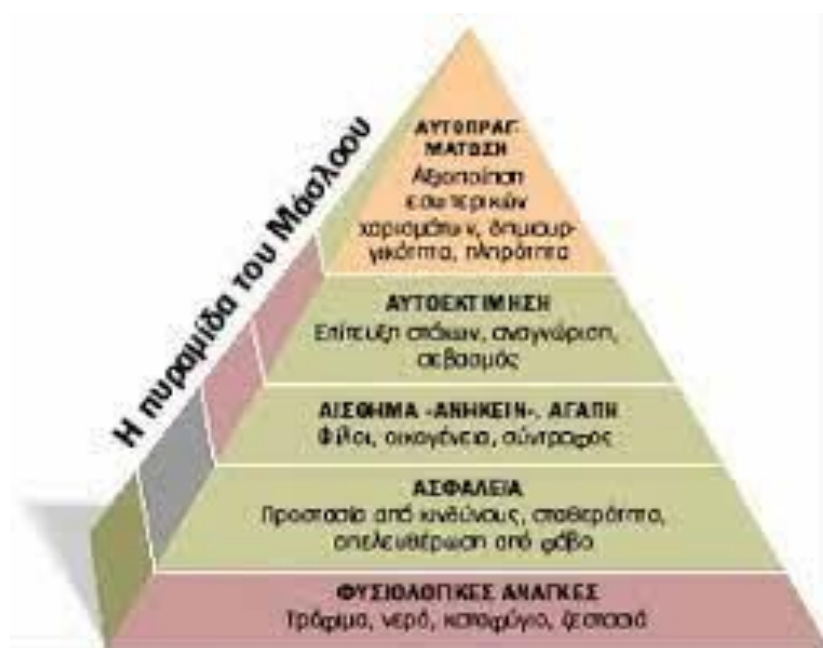 Η πυραμίδα του Μάσλοου
ΑΥΤΟΠΡΑΓ-
ΜΑΤΩΣΗ
Αξιοποίηση
εσωτερικών
χαρισμάτων, δημιουρ-
γικότητα, πληρότητα
ΑΥΤΟΕΚΤΙΜΗΣΗ
Επίτευξη στόχων, αναγνώριση,
σεβασμός
ΑΙΣΘΗΜΑ «ΑΝΗΚΕΙΝ», ΑΓΑΠΗ
Φίλοι, οικογένεια, σύντροφος
ΑΣΦΑΛΕΙΑ
Προστασία από κινδύνους, σταθερότητα,
απελευθέρωση από φόβο
ΦΥΣΙΟΛΟΓΙΚΕΣ ΑΝΑΓΚΕΣ
Τρόφιμα, νερό, καταφύγιο, ζεστασιά